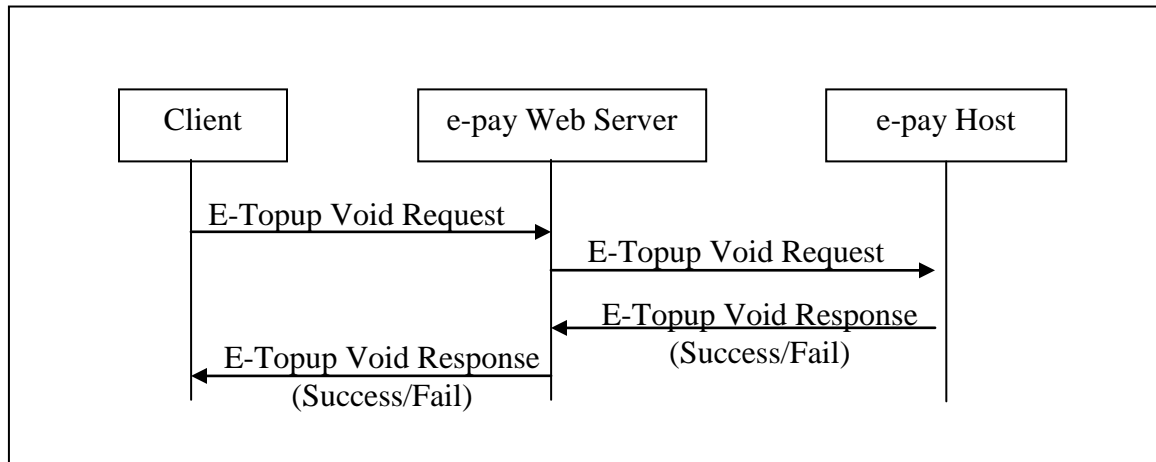 Client
e-pay Web Server
e-pay Host
E-Topup Void Request
E-Topup Void Request
E-Topup Void Response
(Success/Fail)
E-Topup Void Response
(Success/Fail)